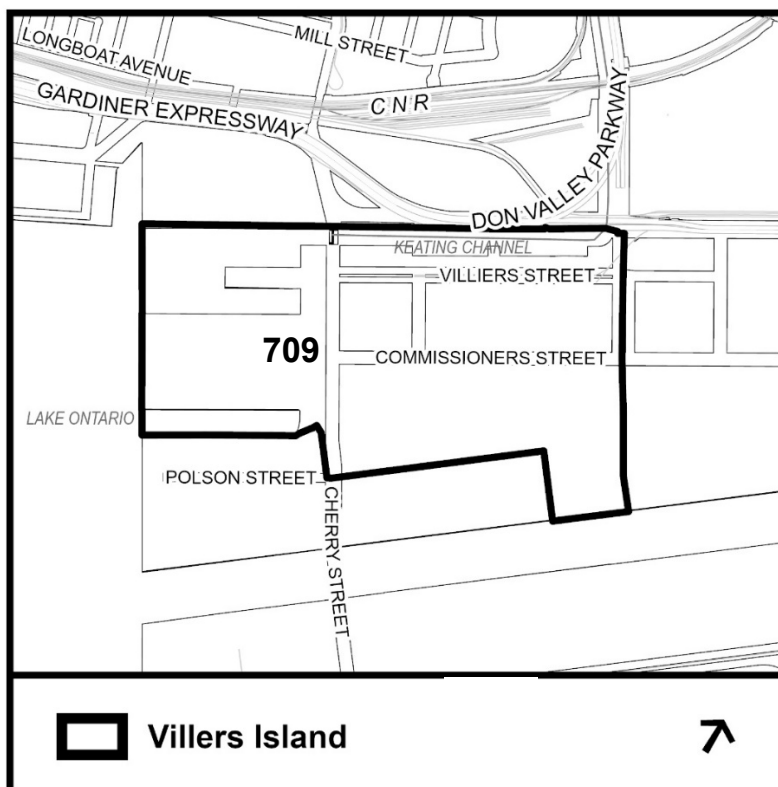 MILL STREET
LONGBOAT AVENUE
CNR
GARDINER EXPRESSWAY
DON VALLEY PARKWAY
KEATING CHANNEL
VILLIERS STREET
709
COMMISSIONERS STREET
LAKE ONTARIO
POLSON STREET
CHERRY STREET
Villers Island